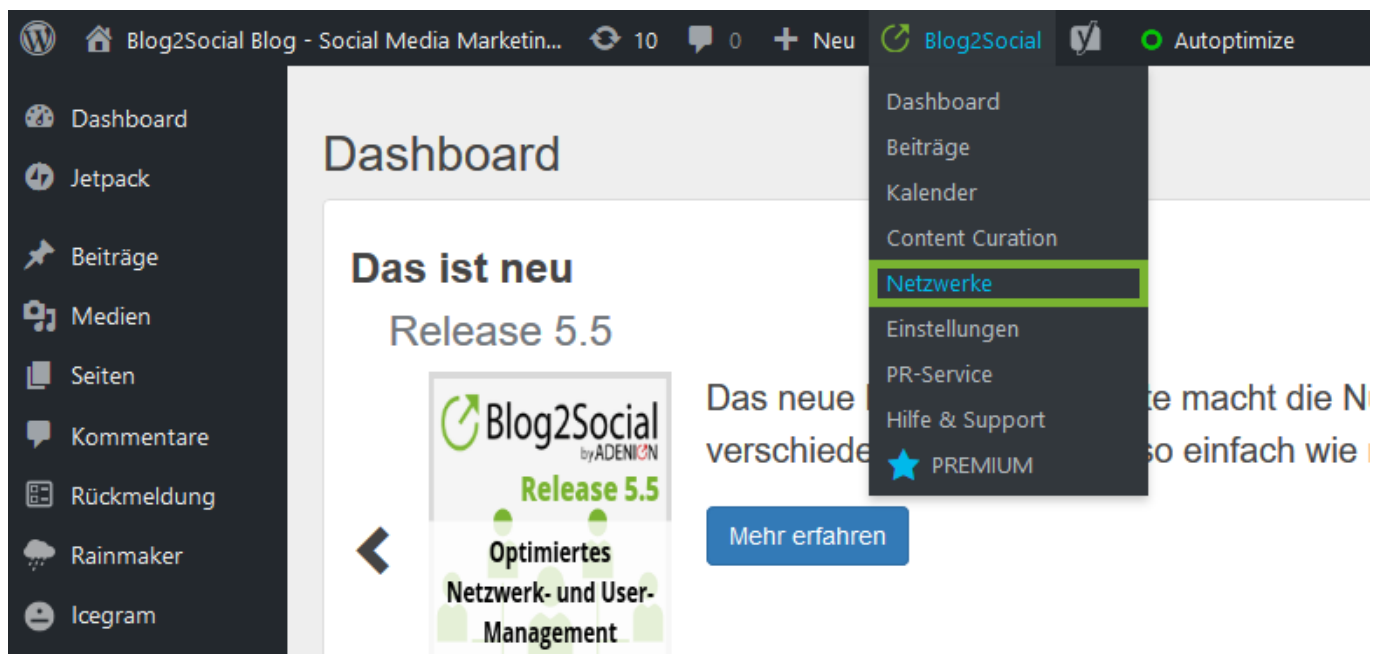 Blog2Social Blog - Social Media Marketin... 10 0 + Neu Blog2Social Autoptimize
Dashboard
Jetpack
Beiträge
Medien
Seiten
Kommentare
Rückmeldung
Rainmaker
Icegram
Dashboard
Beiträge
Kalender
Content Curation
Netzwerke
Einstellungen
PR-Service
Hilfe & Support
PREMIUM
Dashboard
Das ist neu
Release 5.5
Blog2Social
by ADENION
Release 5.5
Optimiertes
Netzwerk- und User-
Management
Das neue macht die
verschiede so einfach wie
Mehr erfahren